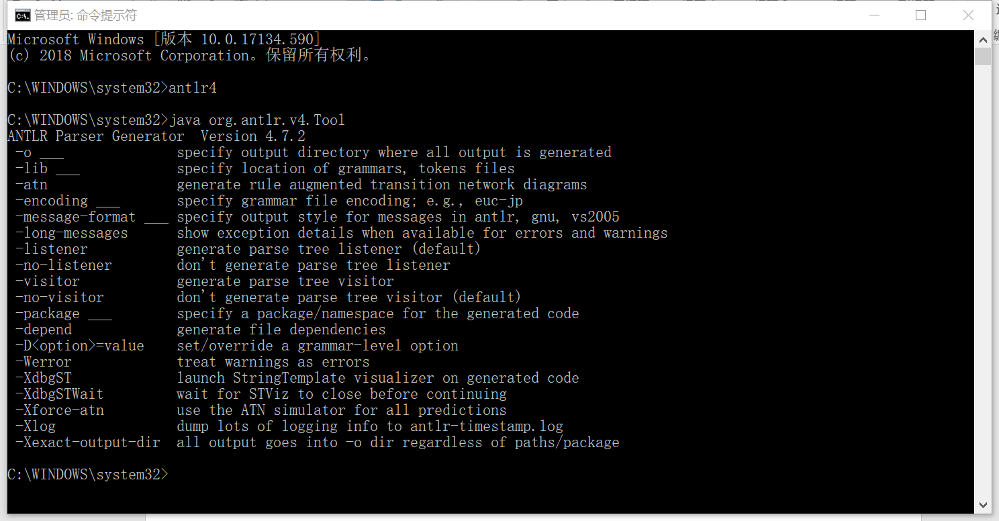 管理员: 命令提示符
Microsoft Windows [版本 10.0.17134.590]
(c) 2018 Microsoft Corporation。保留所有权利。
C:\WINDOWS\system32>antlr4
C:\WINDOWS\system32>java org.antlr.v4.Tool
ANTLR Parser Generator  Version 4.7.2
 -o ___              specify output directory where all output is generated
 -lib ___            specify location of grammars, tokens files
 -atn                generate rule augmented transition network diagrams
 -encoding ___       specify grammar file encoding; e.g., euc-jp
 -message-format ___ specify output style for messages in antlr, gnu, vs2005
 -long-messages      show exception details when available for errors and warnings
 -listener           generate parse tree listener (default)
 -no-listener        don't generate parse tree listener
 -visitor            generate parse tree visitor
 -no-visitor         don't generate parse tree visitor (default)
 -package ___        specify a package/namespace for the generated code
 -depend             generate file dependencies
 -D<option>=value    set/override a grammar-level option
 -Werror             treat warnings as errors
 -XdbgST             launch StringTemplate visualizer on generated code
 -XdbgSTWait         wait for STViz to close before continuing
 -Xforce-atn         use the ATN simulator for all predictions
 -Xlog               dump lots of logging info to antlr-timestamp.log
 -Xexact-output-dir  all output goes into -o dir regardless of paths/package
C:\WINDOWS\system32>